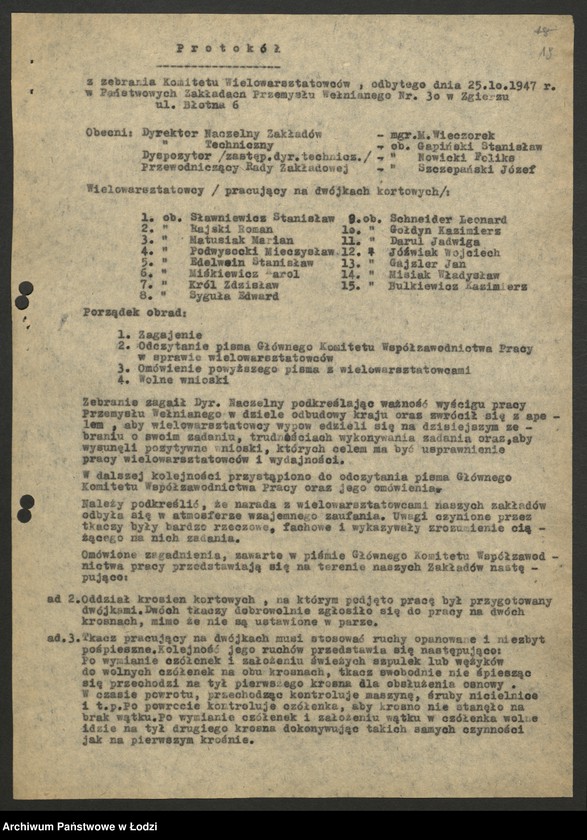 18
19
Protokół
z zebrania Komitetu Wielowarsztatowców , odbytego dnia 25.1o.1947 r.
w Państwowych Zakładach Przemysłu Wełnianego Nr. 3o w Zgierzu
ul. Błotna 6
Obecni: Dyrektor Naczelny Zakładów - mgr.M.Wieczorek
" Techniczny - ob. Gapiński Stanisław
Dyspozytor /zastęp.dyr.technicz./ - " Nowicki Feliks
Przewodniczący Rady Zakładowej - " Szczepański Józef
Wielowarsztatowcy / pracujący na dwójkach kortowych/:
1. ob. Sławniewicz Stanisław 9.ob. Schneider Leonard
2. " Rajski Roman 1o. " Gołdyn Kazimierz
3. " Matusiak Marian 11. " Darul Jadwiga
4. " Podwysocki Mieczysław 12. " Jóźwiak Wojciech
5. " Edelwein Stanisław 13. " Gajzler Jan
6. " Miśkiewicz Karol 14. " Misiak Władysław
7. " Król Zdzisław 15. " Bulkiewicz Kazimierz
8. " Syguła Edward
Porządek obrad:
1. Zagajenie
2. Odczytanie pisma Głównego Komitetu Współzawodnictwa Pracy
w sprawie wielowarsztatowców
3. Omówienie powyższego pisma z wielowarsztatowcami
4. Wolne wnioski
Zebranie zagaił Dyr. Naczelny podkreślając ważność wyścigu pracy
Przemysłu Wełnianego w dziele odbudowy kraju oraz zwrócił się z ape -
lem , aby wielowarsztatowcy wypow edzieli się na dzisiejszym ze -
braniu o swoim zadaniu, trudnościach wykonywania zadania oraz,aby
wysunęli pozytywne wnioski, których celem ma być usprawnienie
pracy wielowarsztatowców i wydajności.
W dalszej kolejności przystąpiono do odczytania pisma Głównego
Komitetu Współzawodnictwa Pracy oraz jego omówienia.
Należy podkreślić, że narada z wielowarsztatowcami naszych zakładów
odbyła się w atmosferze wzajemnego zaufania. Uwagi czynione przez
tkaczy były bardzo rzeczowe, fachowe i wykazywały zrozumienie cią -
żącego na nich zadania.
Omówione zagadnienia, zawarte w piśmie Głównego Komitetu Współzawod -
nictwa pracy przedstawiają się na terenie naszych Zakładów nastę -
pująco:
ad 2.Oddział krosien kortowych , na którym podjęto pracę był przygotowany
dwójkami.Dwóch tkaczy dobrowolnie zgłosiło się do pracy na dwóch
krosnach, mimo że nie są ustawione w parze.
ad.3.Tkacz pracujący na dwójkach musi stosować ruchy opanowane i niezbyt
pośpieszne.Kolejność jego ruchów przedstawia się następująco:
Po wymianie czółenek i założeniu świeżych szpulek lub wężyków
do wolnych czółenek na obu krosnach, tkacz swobodnie nie śpiesząc
się przechodzi na tył pierwszego krosna dla obsłużenia osnowy .
W czasie powrotu, przechodząc kontroluje maszynę, śruby nicielnice
i t.p.Po powrocie kontroluje czółenka, aby krosno nie stanęło na
brak wątku.Po wymianie czółenek i założeniu wątku w czółenka wolne
idzie na tył drugiego krosna dokonywując takich samych czynności
jak na pierwszym krośnie.
Archiwum Państwowe w Łodzi